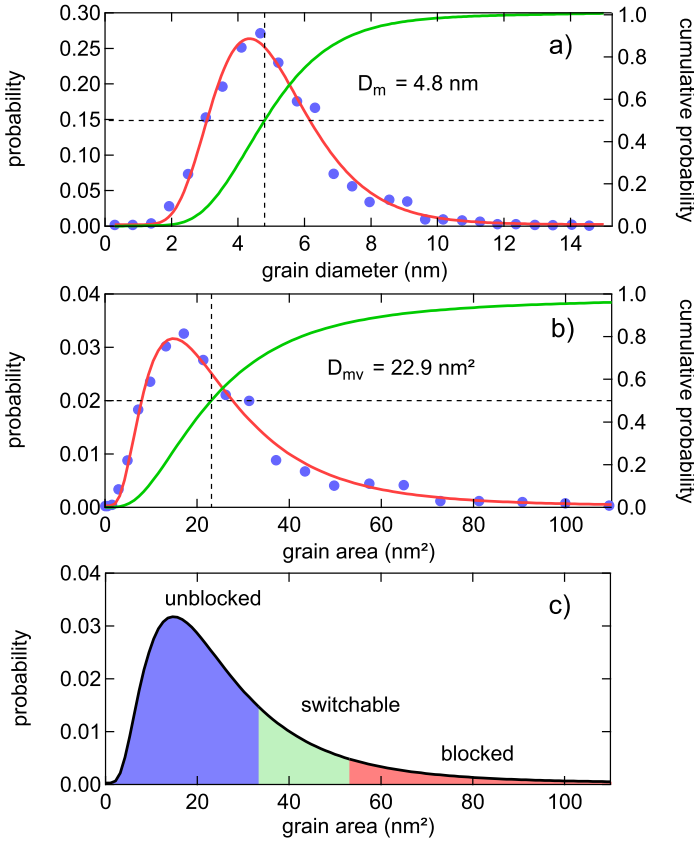 0.30
0.25
0.20
0.15
0.10
0.05
0.00
probability
1.0
0.8
0.6
0.4
0.2
0.0
cumulative probability
a)
Dm = 4.8 nm
0 2 4 6 8 10 12 14
grain diameter (nm)
0.04
0.03
0.02
0.01
0.00
probability
1.0
0.8
0.6
0.4
0.2
0.0
cumulative probability
b)
Dmv = 22.9 nm²
0 20 40 60 80 100
grain area (nm²)
0.04
0.03
0.02
0.01
0.00
probability
unblocked
c)
switchable
blocked
0 20 40 60 80 100
grain area (nm²)